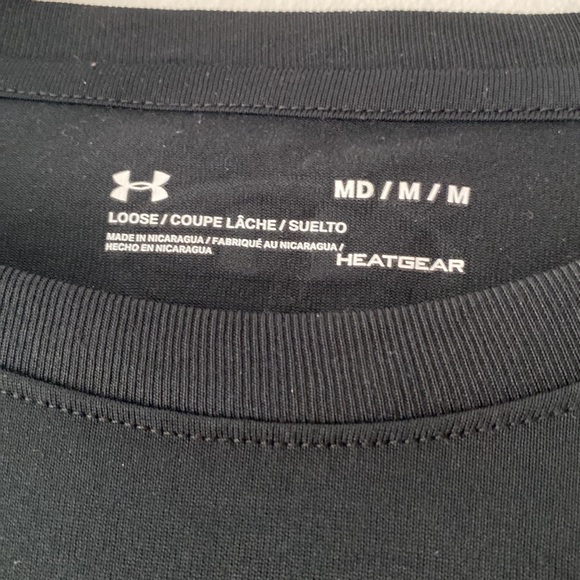 MD / M / M
LOOSE / COUPE LÂCHE / SUELTO
MADE IN NICARAGUA / FABRIQUÉ AU NICARAGUA /
HECHO EN NICARAGUA
HEATGEAR